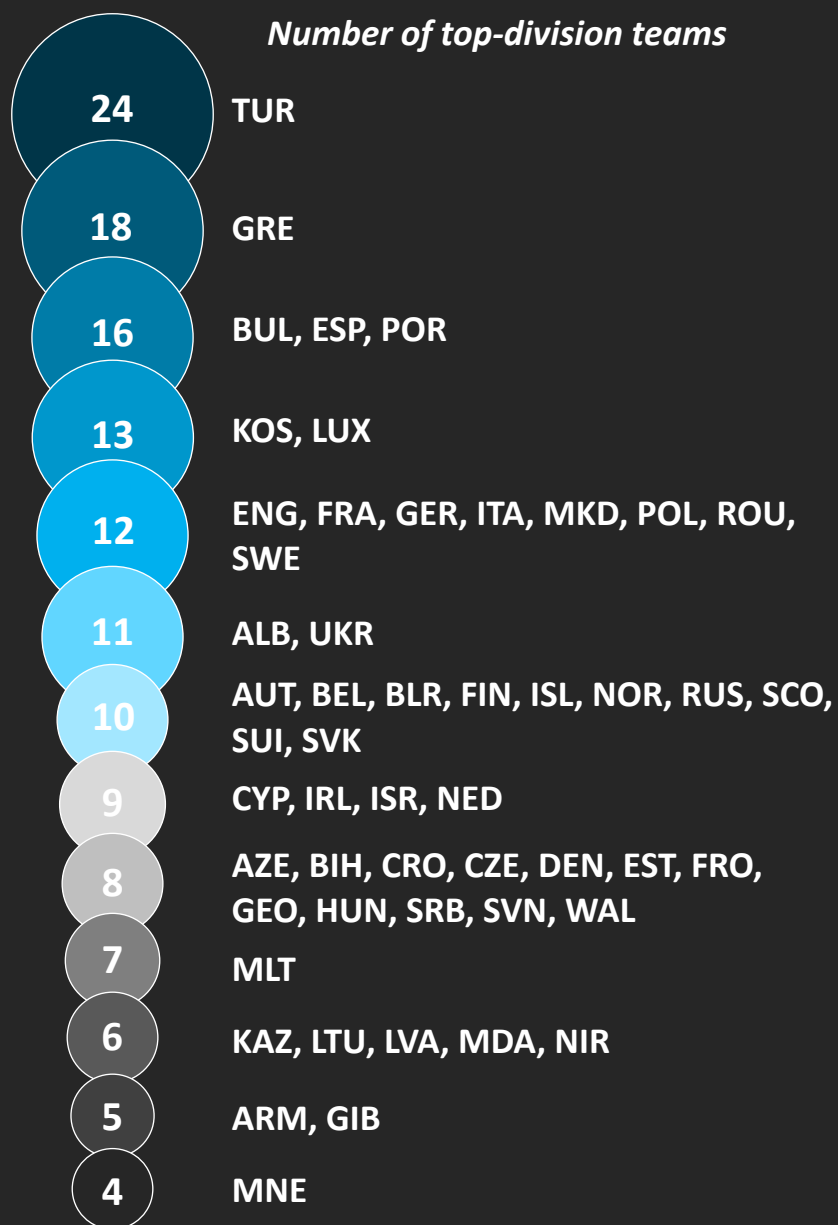 Number of top-division teams
24 TUR
18 GRE
16 BUL, ESP, POR
13 KOS, LUX
12 ENG, FRA, GER, ITA, MKD, POL, ROU,
SWE
11 ALB, UKR
10 AUT, BEL, BLR, FIN, ISL, NOR, RUS, SCO,
SUI, SVK
9 CYP, IRL, ISR, NED
8 AZE, BIH, CRO, CZE, DEN, EST, FRO,
GEO, HUN, SRB, SVN, WAL
7 MLT
6 KAZ, LTU, LVA, MDA, NIR
5 ARM, GIB
4 MNE